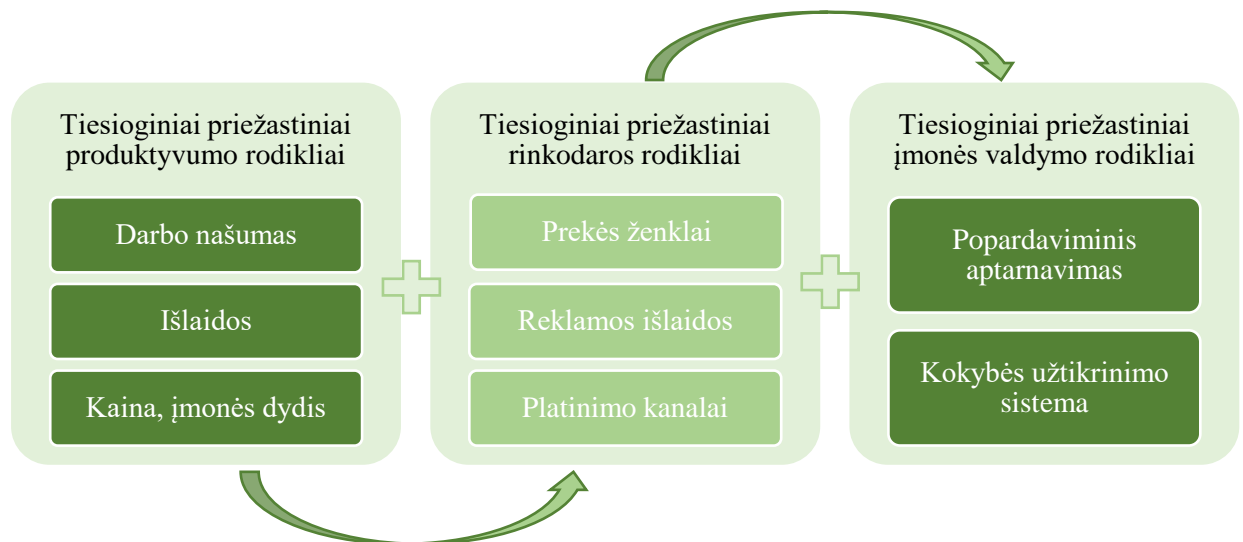 Tiesioginiai priežastiniai
produktyvumo rodikliai
Darbo našumas
Išlaidos
Kaina, įmonės dydis
Tiesioginiai priežastiniai
rinkodaros rodikliai
Prekės ženklai
Reklamos išlaidos
Platinimo kanalai
Tiesioginiai priežastiniai
įmonės valdymo rodikliai
Popardaviminis
aptarnavimas
Kokybės užtikrinimo
sistema